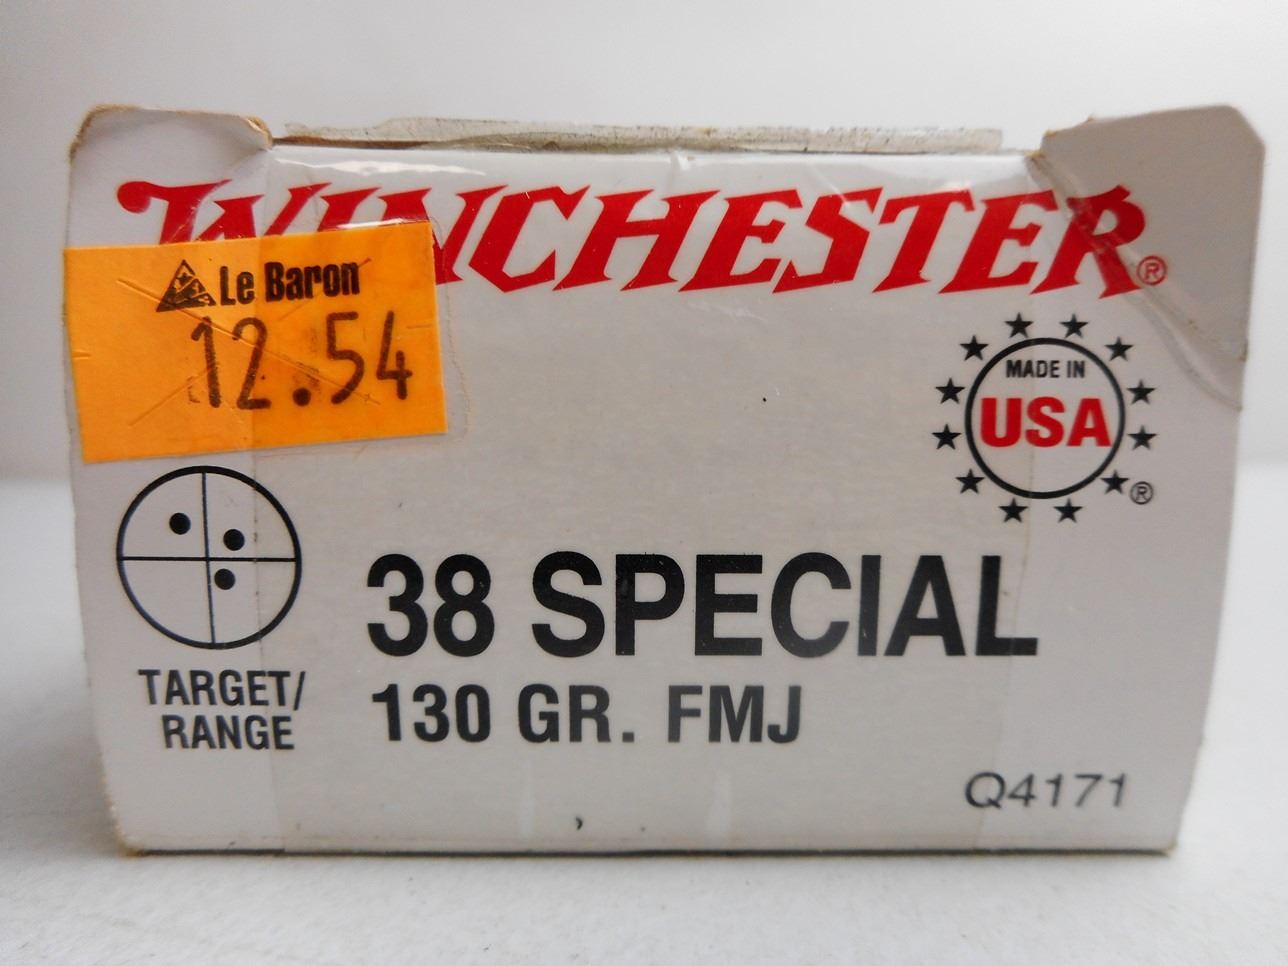 WINCHESTER®
Le Baron
12.54
MADE IN
USA
®
38 SPECIAL
TARGET/
RANGE
130 GR. FMJ
Q4171